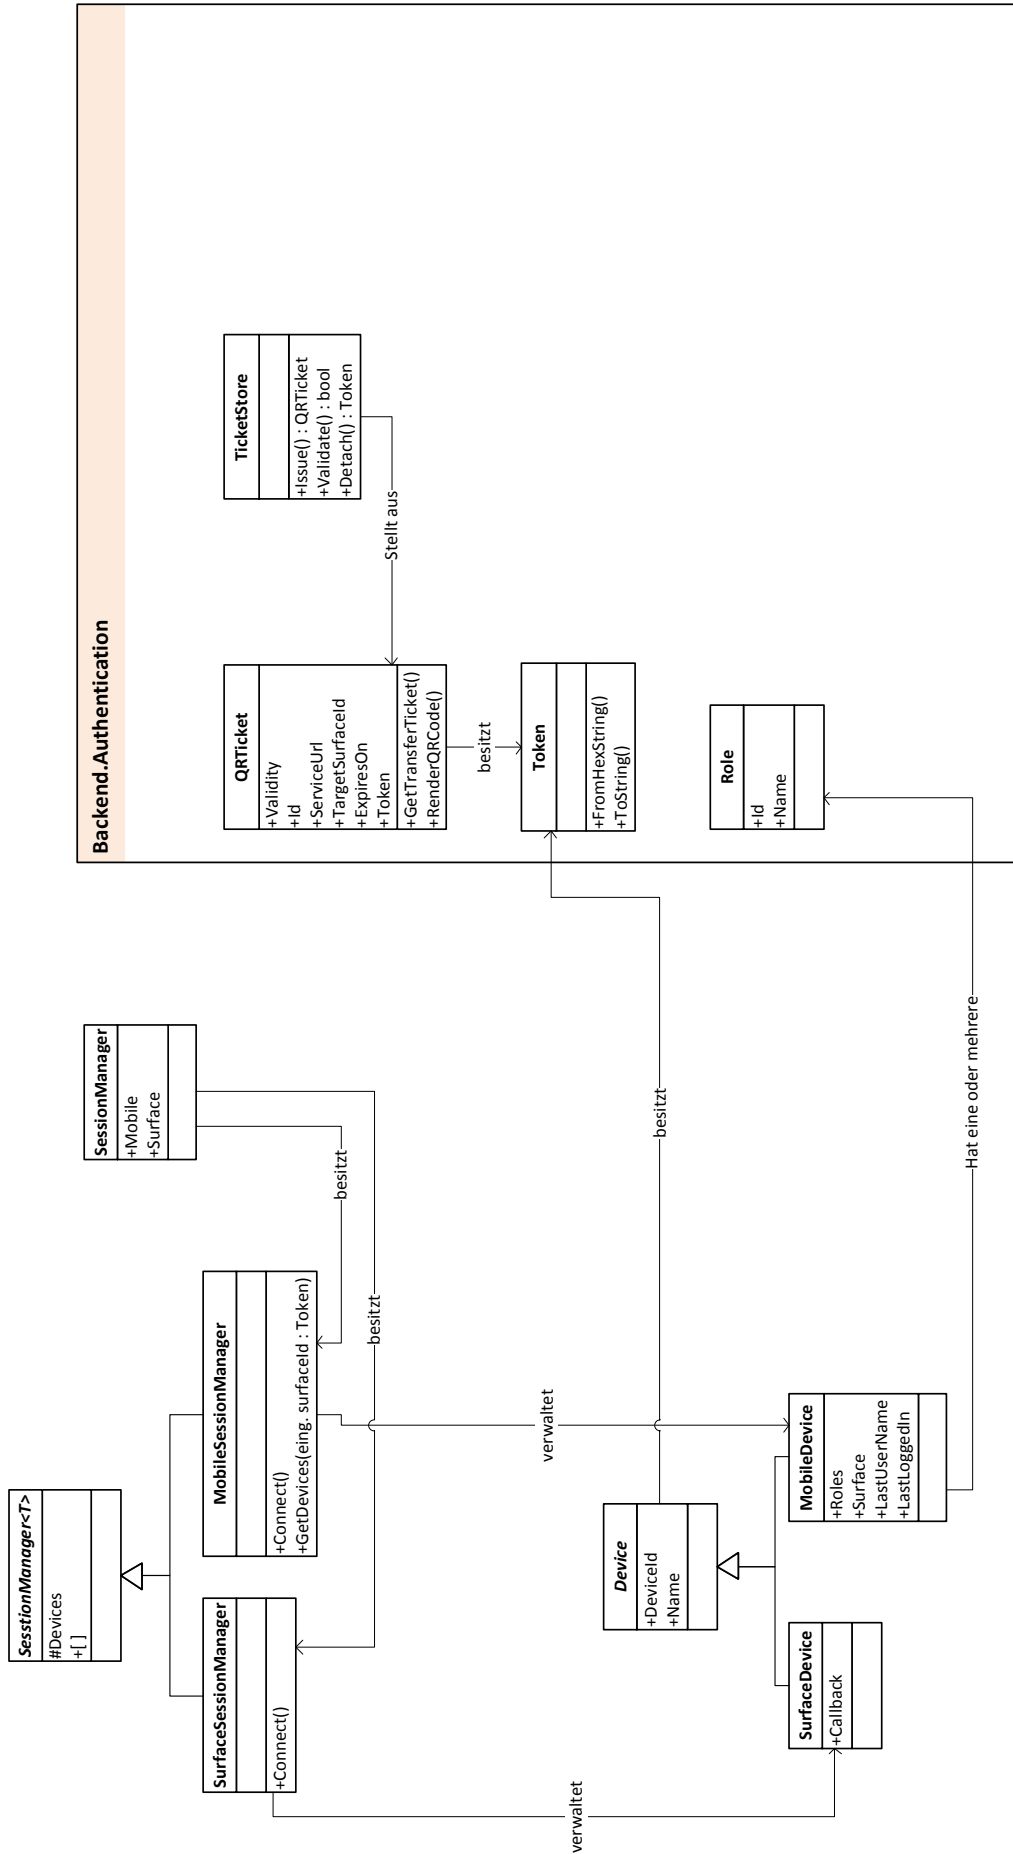 SesstionManager<T>
#Devices
+[ ]
SurfaceSessionManager
+Connect()
MobileSessionManager
+Connect()
+GetDevices(eing. surfaceId : Token)
SessionManager
+Mobile
+Surface
besitzt
besitzt
verwaltet
verwaltet
Device
+DeviceId
+Name
SurfaceDevice
+Callback
MobileDevice
+Roles
+Surface
+LastUserName
+LastLoggedIn
besitzt
Hat eine oder mehrere
Backend.Authentication
QRTicket
+Validity
+Id
+ServiceUrl
+TargetSurfaceId
+ExpiresOn
+Token
+GetTransferTicket()
+RenderQRCode()
TicketStore
+Issue() : QRTicket
+Validate() : bool
+Detach() : Token
Stellt aus
besitzt
Token
+FromHexString()
+ToString()
Role
+Id
+Name